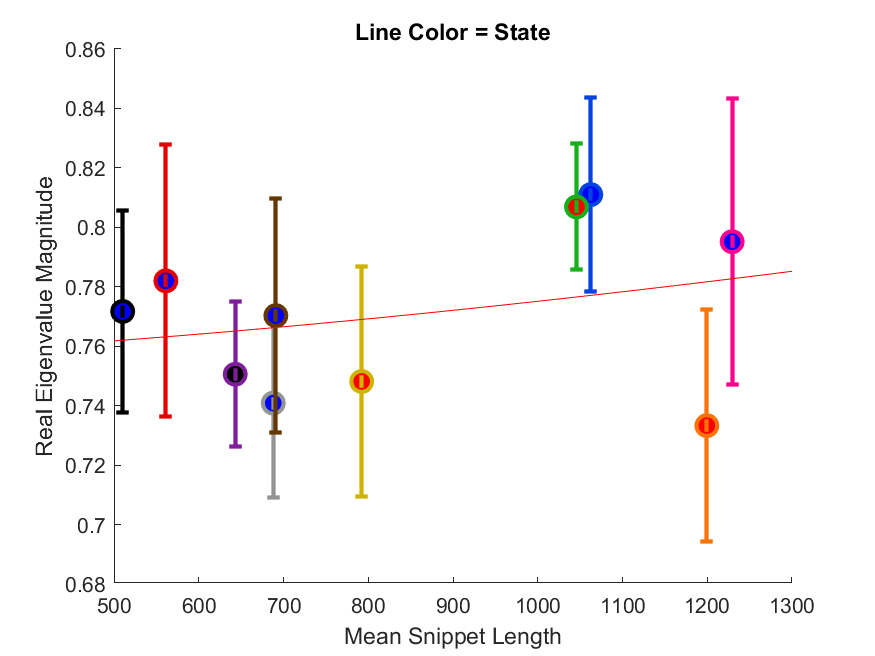 Line Color = State
0.86
0.84
0.82
0.8
0.78
0.76
0.74
0.72
0.7
0.68
Real Eigenvalue Magnitude
500 600 700 800 900 1000 1100 1200 1300
Mean Snippet Length